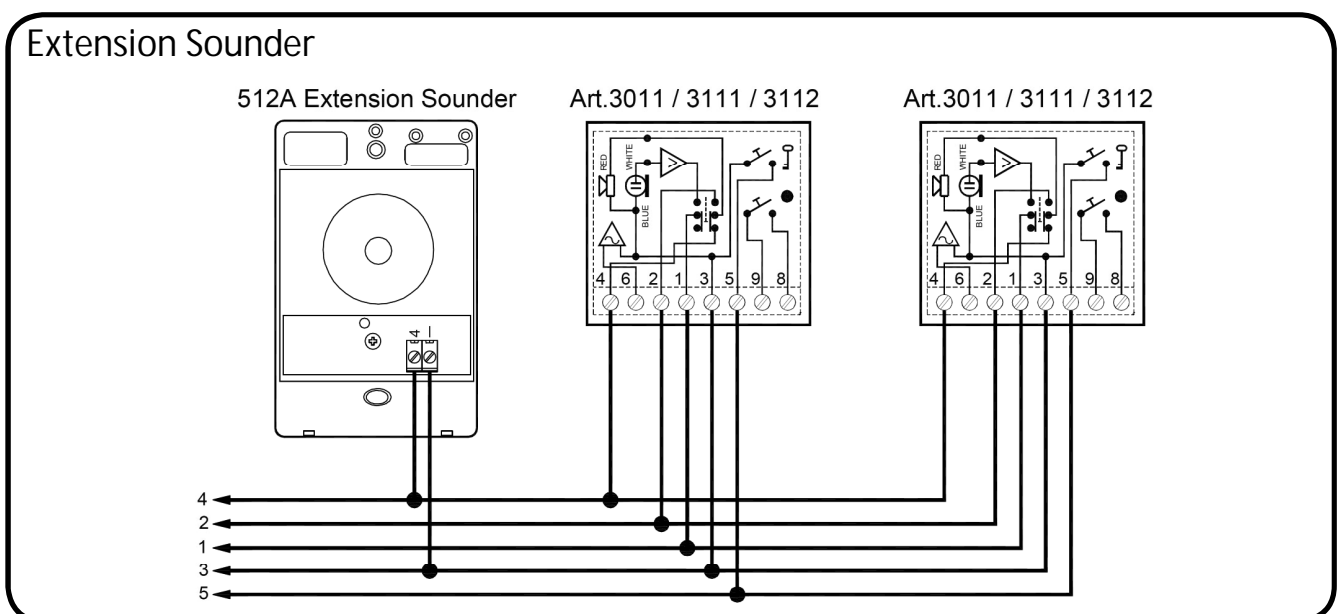 Extension Sounder
512A Extension Sounder Art.3011 / 3111 / 3112 Art.3011 / 3111 / 3112
RED WHITE BLUE
RED WHITE BLUE
4 6 2 1 3 5 9 8
4 6 2 1 3 5 9 8
4 –
4
2
1
3
5